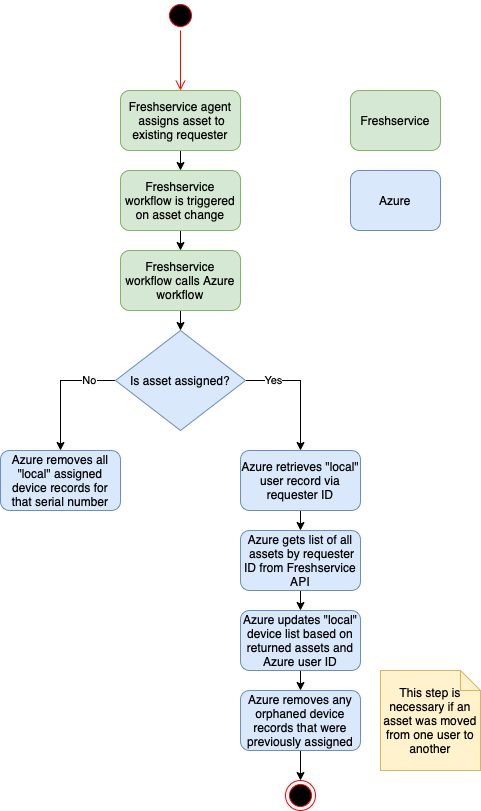 Freshservice agent
assigns asset to
existing requester
Freshservice
Freshservice
workflow is triggered
on asset change
Azure
Freshservice
workflow calls Azure
workflow
Is asset assigned?
No
Yes
Azure removes all
"local" assigned
device records for
that serial number
Azure retrieves "local"
user record via
requester ID
Azure gets list of all
assets by requester
ID from Freshservice
API
Azure updates "local"
device list based on
returned assets and
Azure user ID
Azure removes any
orphaned device
records that were
previously assigned
This step is
necessary if an
asset was moved
from one user to
another